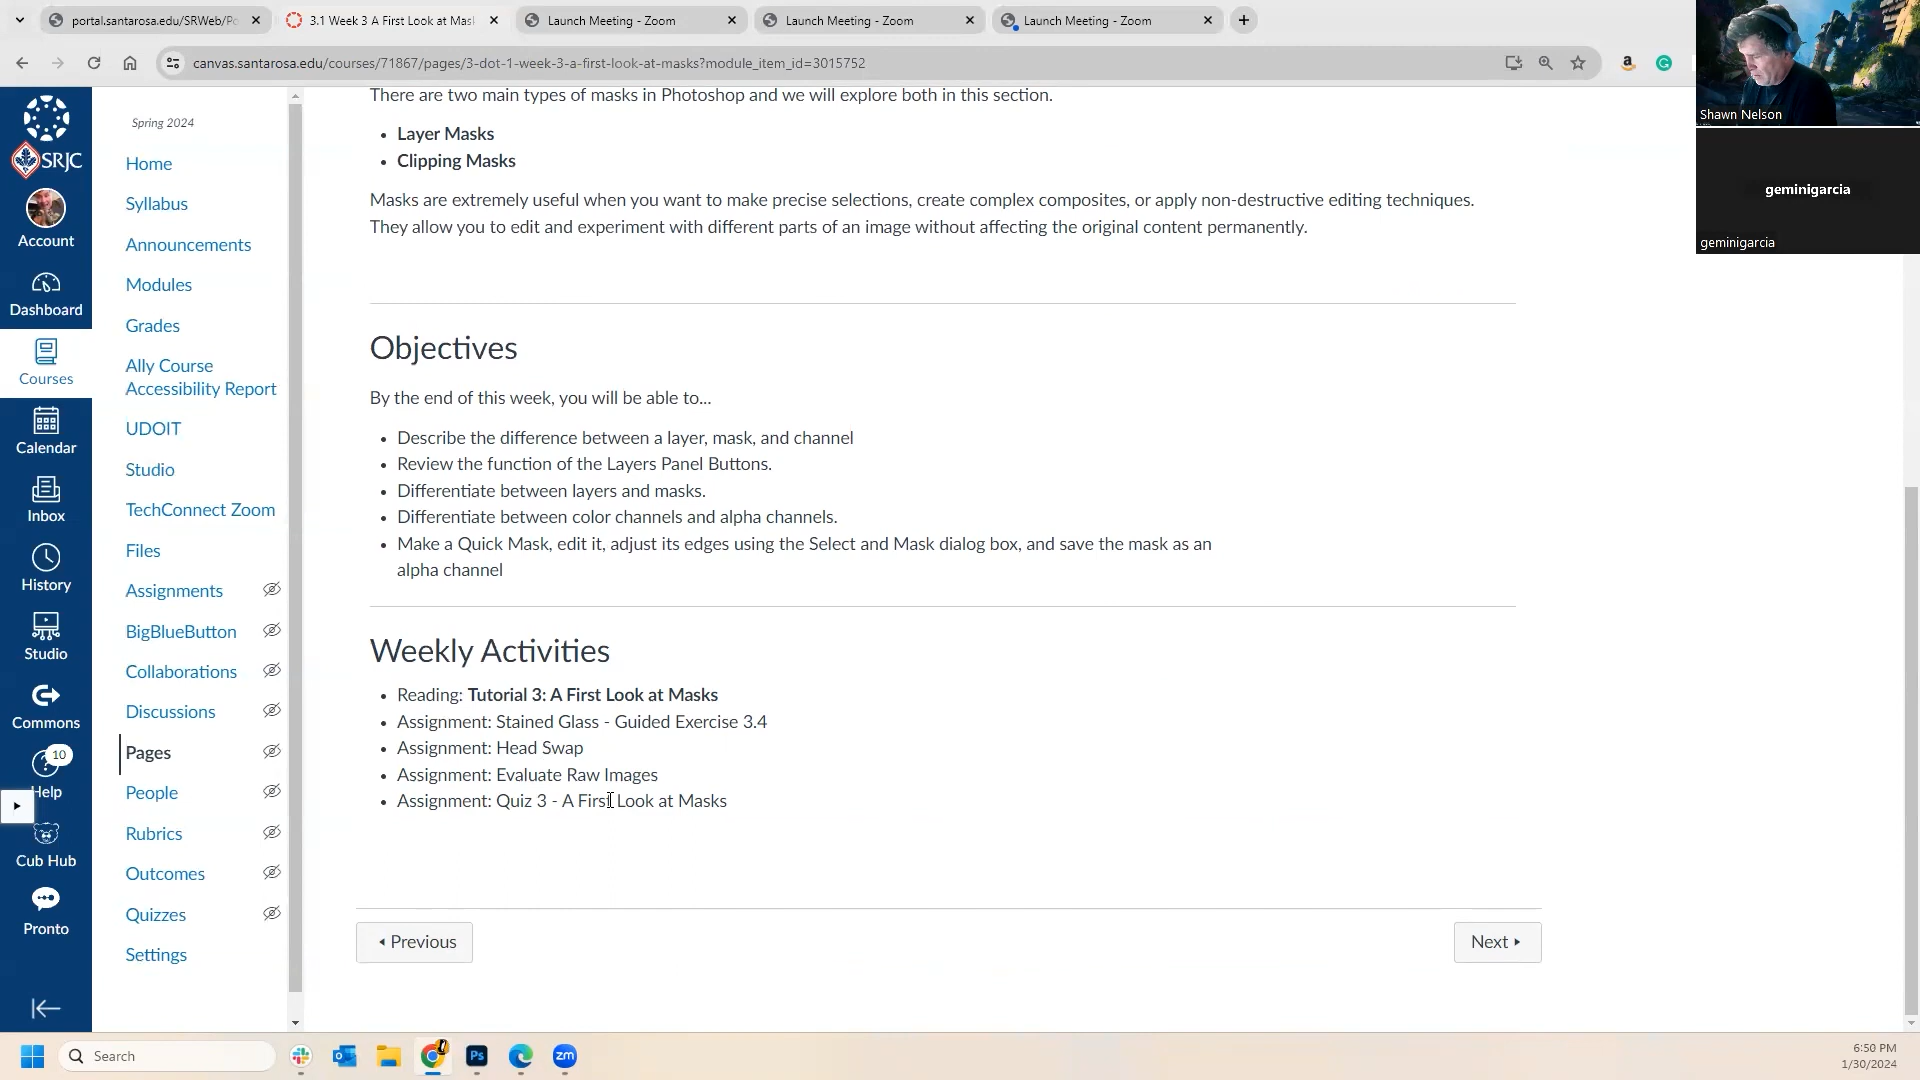 portal.santarosa.edu/SRWeb/Po
3.1 Week 3 A First Look at Mas
Launch Meeting - Zoom
Launch Meeting - Zoom
Launch Meeting - Zoom
canvas.santarosa.edu/courses/71867/pages/3-dot-1-week-3-a-first-look-at-masks?module_item_id=3015752
Shawn Nelson
geminigarcia
geminigarcia
SRJC
Account
Dashboard
Courses
Calendar
Inbox
History
Studio
Commons
10
Help
Cub Hub
Pronto
Spring 2024
Home
Syllabus
Announcements
Modules
Grades
Ally Course
Accessibility Report
UDOIT
Studio
TechConnect Zoom
Files
Assignments
BigBlueButton
Collaborations
Discussions
Pages
People
Rubrics
Outcomes
Quizzes
Settings
There are two main types of masks in Photoshop and we will explore both in this section.
• Layer Masks
• Clipping Masks
Masks are extremely useful when you want to make precise selections, create complex composites, or apply non-destructive editing techniques.
They allow you to edit and experiment with different parts of an image without affecting the original content permanently.
Objectives
By the end of this week, you will be able to...
• Describe the difference between a layer, mask, and channel
• Review the function of the Layers Panel Buttons.
• Differentiate between layers and masks.
• Differentiate between color channels and alpha channels.
• Make a Quick Mask, edit it, adjust its edges using the Select and Mask dialog box, and save the mask as an
alpha channel
Weekly Activities
• Reading: Tutorial 3: A First Look at Masks
• Assignment: Stained Glass - Guided Exercise 3.4
• Assignment: Head Swap
• Assignment: Evaluate Raw Images
• Assignment: Quiz 3 - A First Look at Masks
Previous
Next
Search
Ps
zm
6:50 PM
1/30/2024